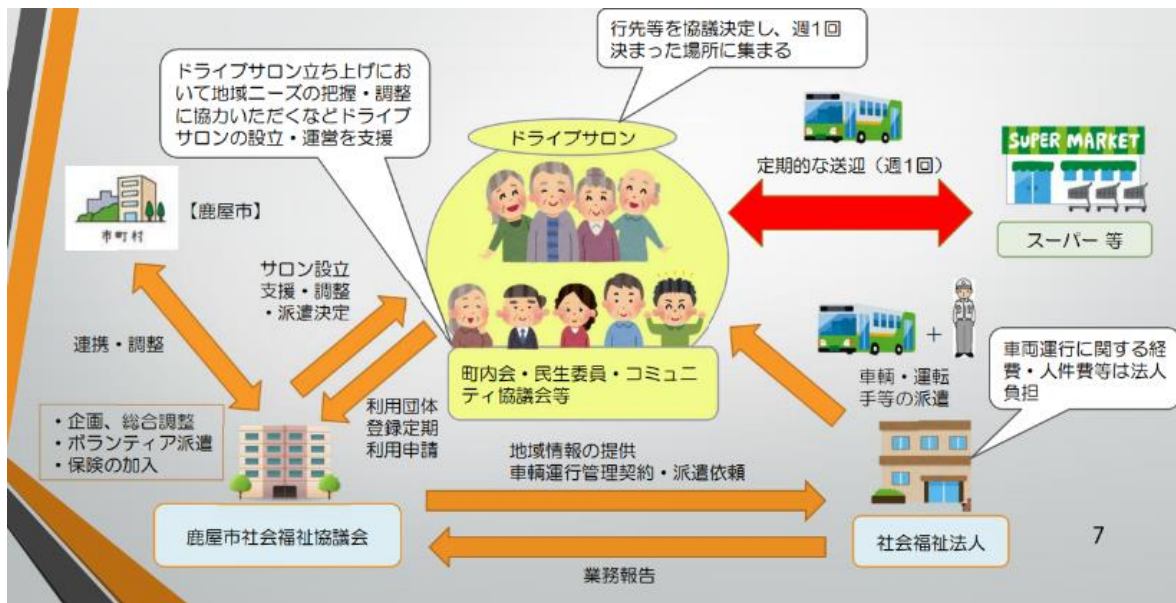 行先等を協議決定し、週1回
決まった場所に集まる
ドライブサロン立ち上げにお
いて地域ニーズの把握・調整
に協力いただくなどドライブ
サロンの設立・運営を支援
ドライブサロン
定期的な送迎（週1回）
SUPER MARKET
スーパー 等
市町村
【鹿屋市】
サロン設立
支援・調整
・派遣決定
連携・調整
町内会・民生委員・コミュニ
ティ協議会等
＋
車輌・運転
手等の派遣
車両運行に関する経
費・人件費等は法人
負担
・企画、総合調整
・ボランティア派遣
・保険の加入
利用団体
登録定期
利用申請
地域情報の提供
車輌運行管理契約・派遣依頼
鹿屋市社会福祉協議会
社会福祉法人
7
業務報告